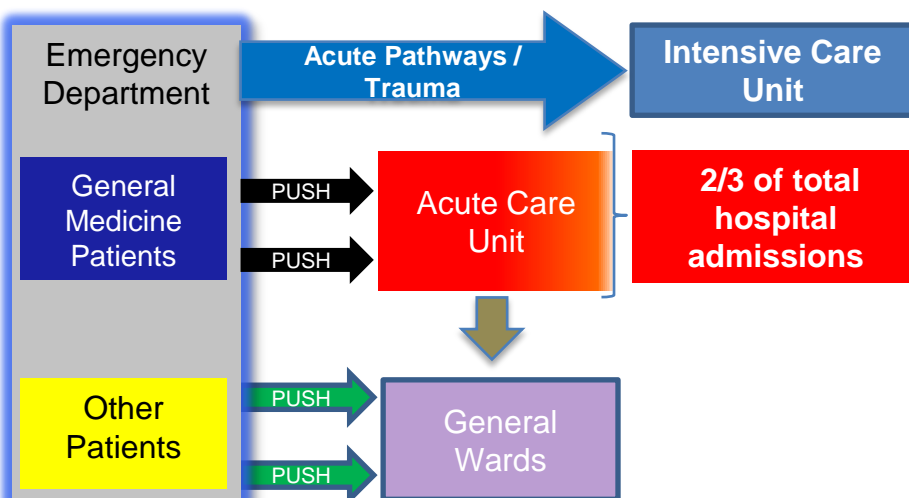 Emergency
Department
Acute Pathways /
Trauma
Intensive Care
Unit
General
Medicine
Patients
PUSH
PUSH
Acute Care
Unit
2/3 of total
hospital
admissions
Other
Patients
PUSH
PUSH
General
Wards